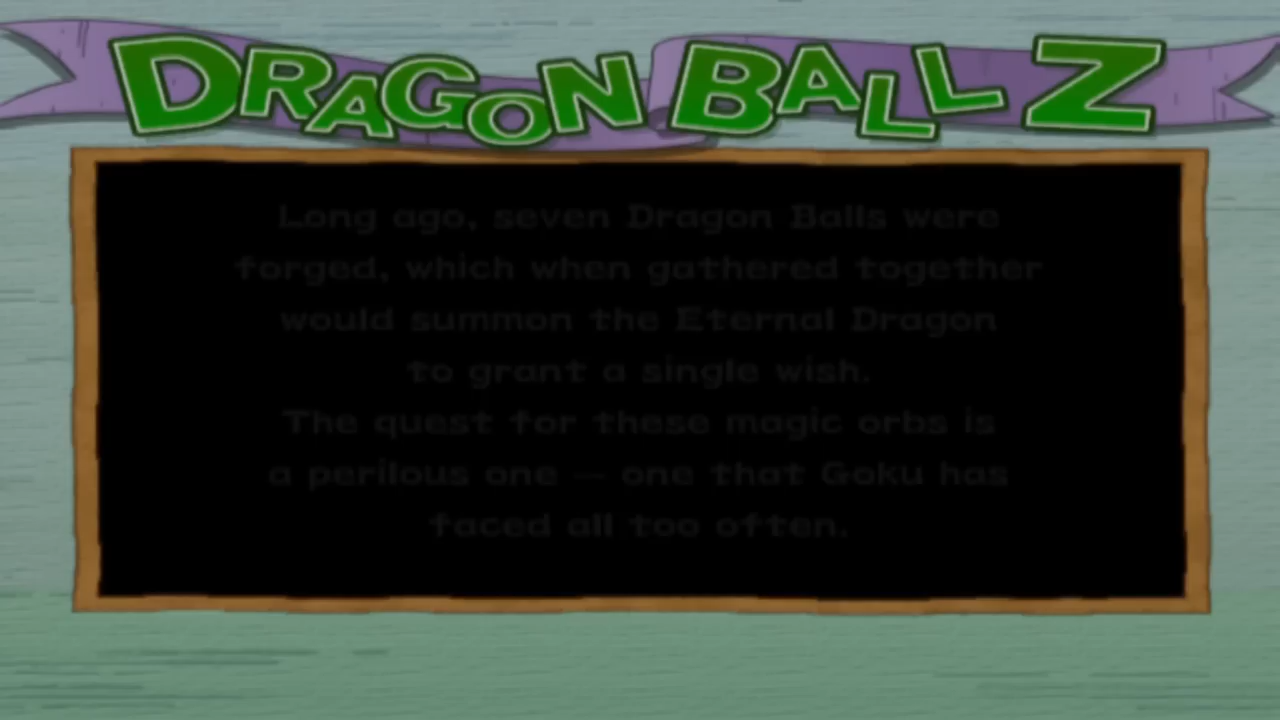 DRAGON BALL Z
Long ago, seven Dragon Balls were
forged, which when gathered together
would summon the Eternal Dragon
to grant a single wish.
The quest for these magic orbs is
a perilous one — one that Goku has
faced all too often.